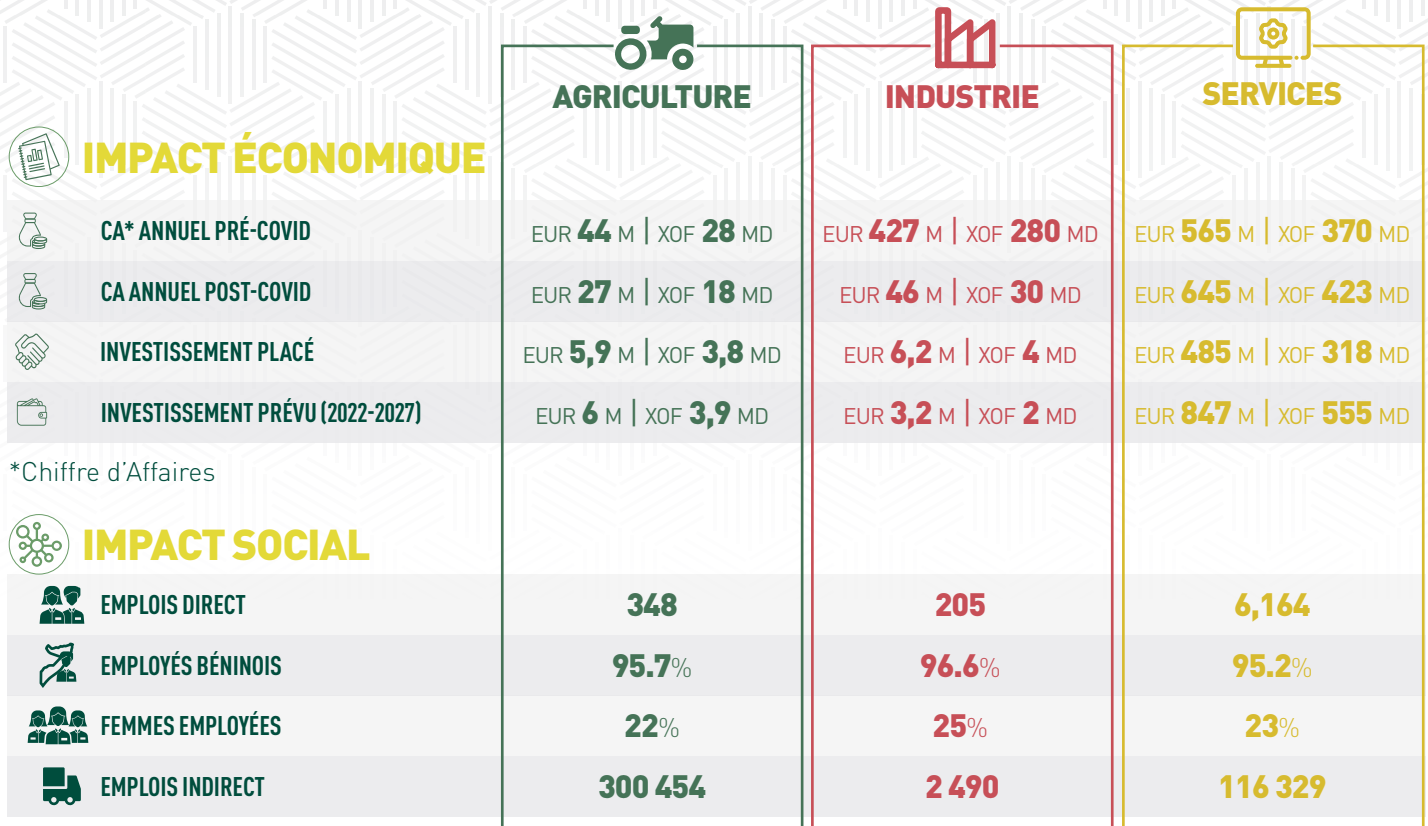 AGRICULTURE INDUSTRIE SERVICES
IMPACT ÉCONOMIQUE
CA* ANNUEL PRÉ-COVID EUR 44 M | XOF 28 MD EUR 427 M | XOF 280 MD EUR 565 M | XOF 370 MD
CA ANNUEL POST-COVID EUR 27 M | XOF 18 MD EUR 46 M | XOF 30 MD EUR 645 M | XOF 423 MD
INVESTISSEMENT PLACÉ EUR 5,9 M | XOF 3,8 MD EUR 6,2 M | XOF 4 MD EUR 485 M | XOF 318 MD
INVESTISSEMENT PRÉVU (2022-2027) EUR 6 M | XOF 3,9 MD EUR 3,2 M | XOF 2 MD EUR 847 M | XOF 555 MD
*Chiffre d'Affaires
IMPACT SOCIAL
EMPLOIS DIRECT 348 205 6,164
EMPLOYÉS BÉNINOIS 95.7% 96.6% 95.2%
FEMMES EMPLOYÉES 22% 25% 23%
EMPLOIS INDIRECT 300 454 2 490 116 329